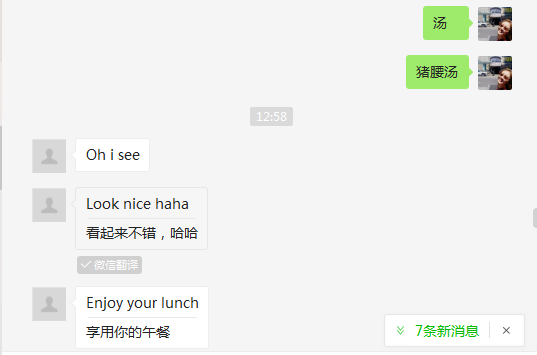 汤
猪腰汤
12:58
Oh i see
Look nice haha
看起来不错，哈哈
微信翻译
Enjoy your lunch
享用你的午餐
7条新消息